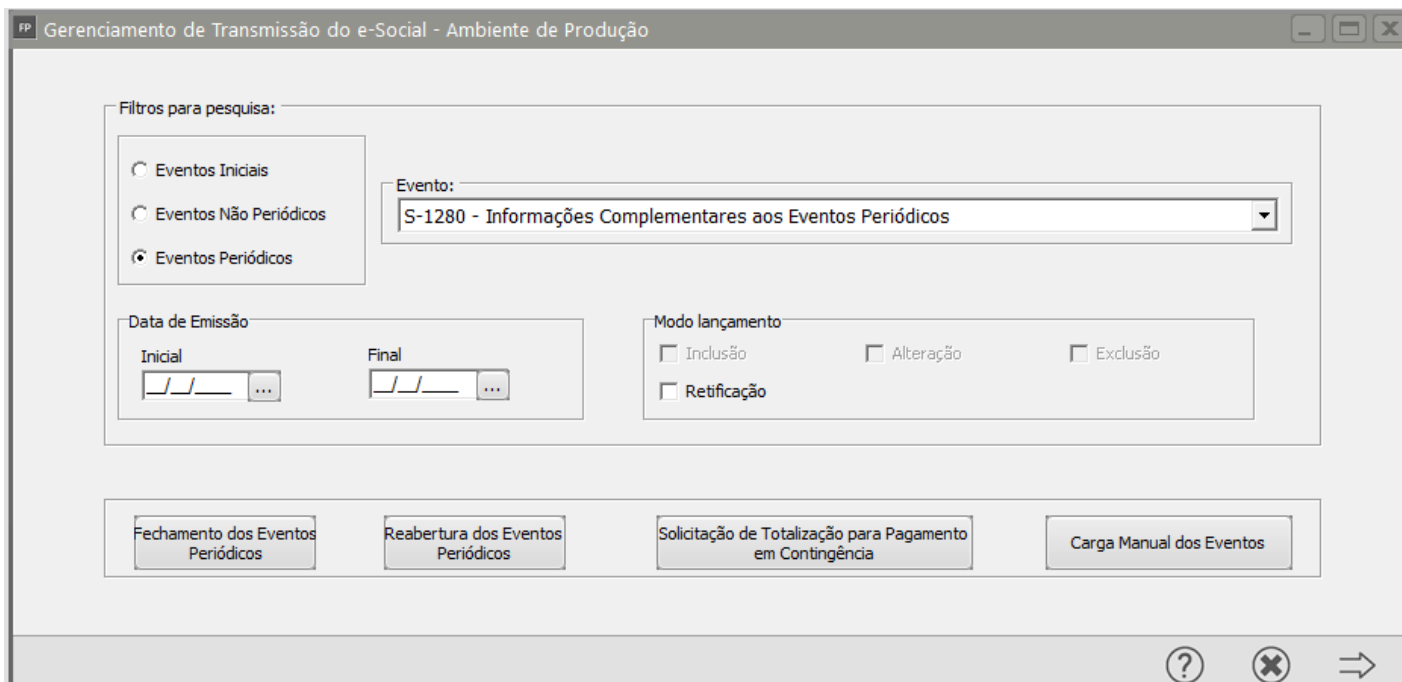 FP Gerenciamento de Transmissão do e-Social - Ambiente de Produção
Filtros para pesquisa:
Eventos Iniciais
Eventos Não Periódicos
Eventos Periódicos
Evento:
S-1280 - Informações Complementares aos Eventos Periódicos
Data de Emissão
Inicial
Final
__/__/____ ...
__/__/____ ...
Modo lançamento
Inclusão
Alteração
Exclusão
Retificação
Fechamento dos Eventos
Periódicos
Reabertura dos Eventos
Periódicos
Solicitação de Totalização para Pagamento
em Contingência
Carga Manual dos Eventos
?